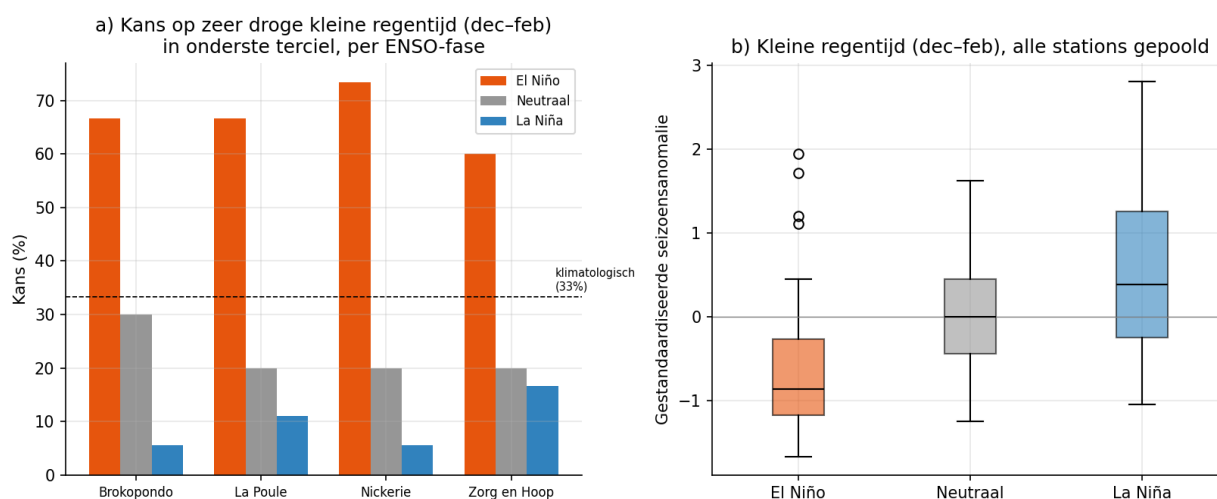 a) Kans op zeer droge kleine regentijd (dec–feb)
in onderste terciel, per ENSO-fase
Kans (%)
70
60
50
40
30
20
10
0
El Niño
Neutraal
La Niña
klimatologisch
(33%)
Brokopondo
La Poule
Nickerie
Zorg en Hoop
b) Kleine regentijd (dec–feb), alle stations gepoold
Gestandaardiseerde seizoensanomalie
3
2
1
0
−1
El Niño
Neutraal
La Niña